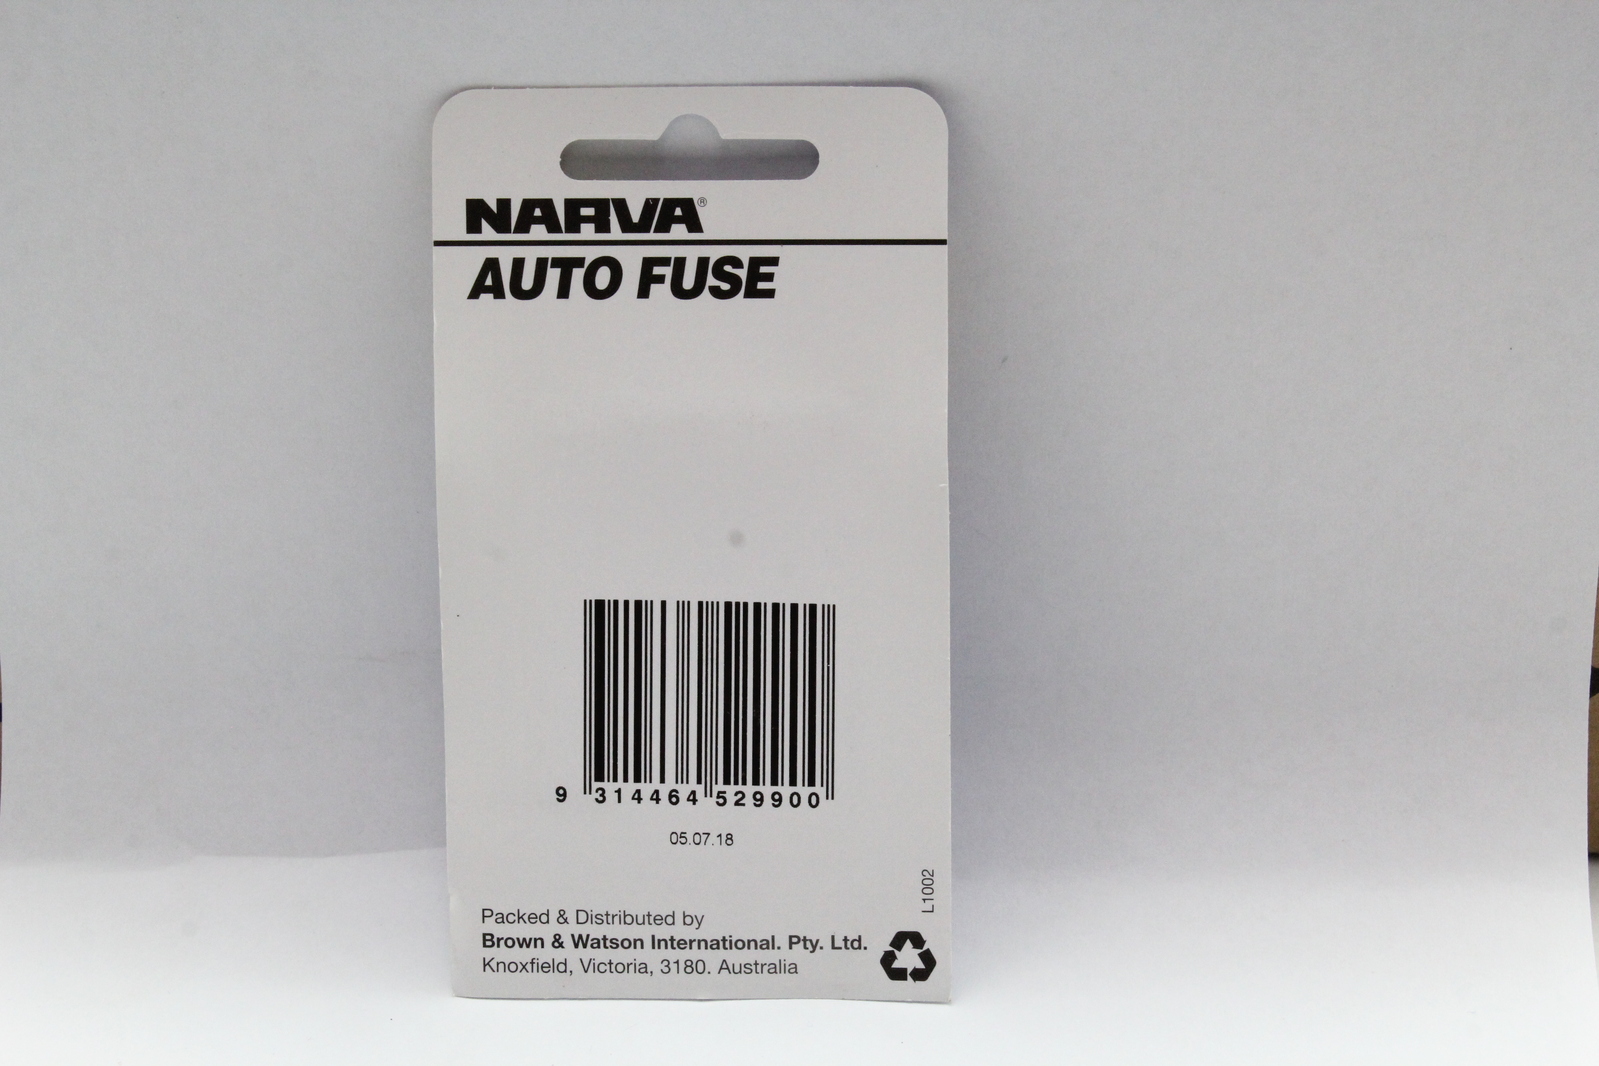 NARVA®
AUTO FUSE
9 314464 529900
05.07.18
L1002
Packed & Distributed by
Brown & Watson International. Pty. Ltd.
Knoxfield, Victoria, 3180. Australia